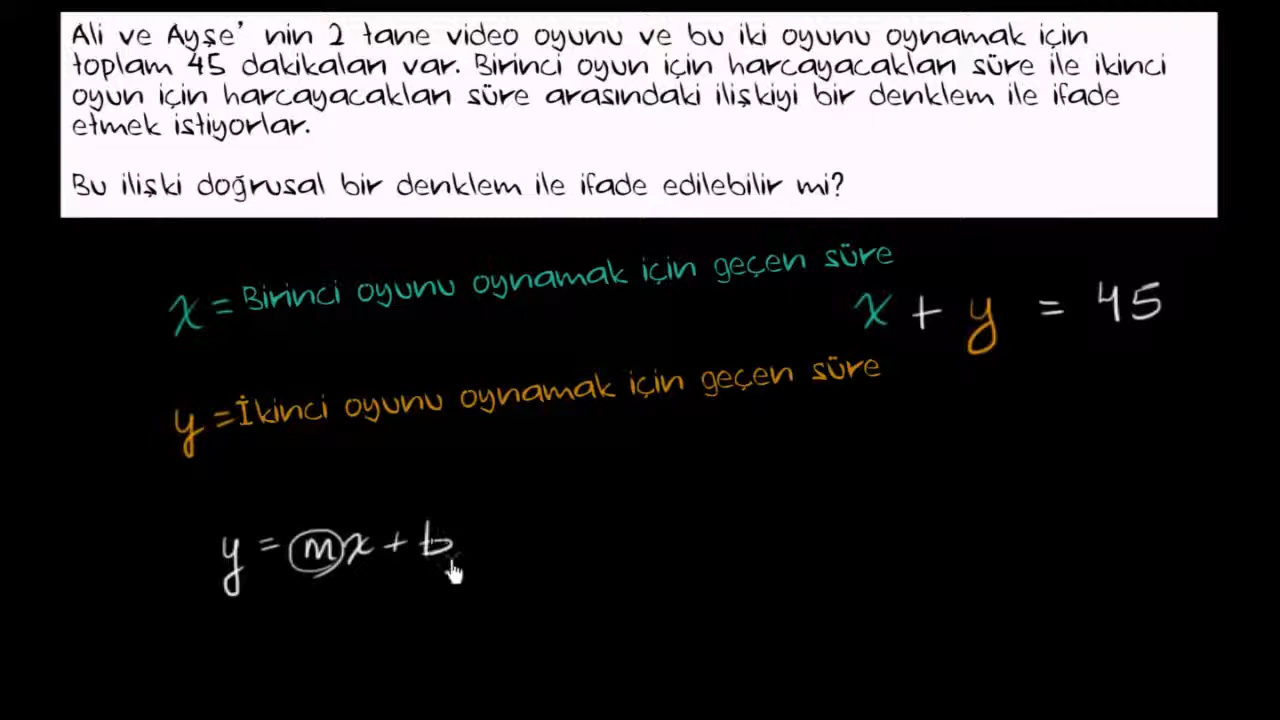 Ali ve Ayşe' nin 2 tane video oyunu ve bu iki oyunu oynamak için
toplam 45 dakikaları var. Birinci oyun için harcayacakları süre ile ikinci
oyun için harcayacakları süre arasındaki ilişkiyi bir denklem ile ifade
etmek istiyorlar.
Bu ilişki doğrusal bir denklem ile ifade edilebilir mi?
x = Birinci oyunu oynamak için geçen süre
x + y = 45
y = İkinci oyunu oynamak için geçen süre
y = mx + b